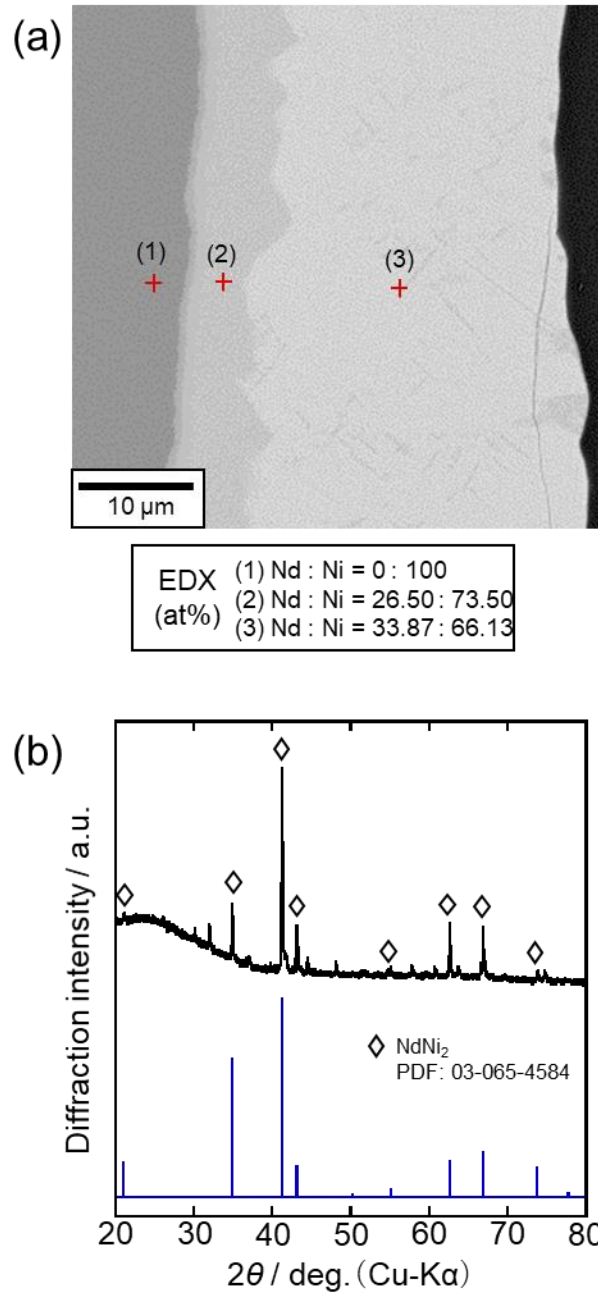 (a)
(1)
(2)
(3)
10 μm
EDX
(at%)
(1) Nd : Ni = 0 : 100
(2) Nd : Ni = 26.50 : 73.50
(3) Nd : Ni = 33.87 : 66.13
(b)
Diffraction intensity / a.u.
NdNi₂
PDF: 03-065-4584
20 30 40 50 60 70 80
2θ / deg. (Cu-Kα)